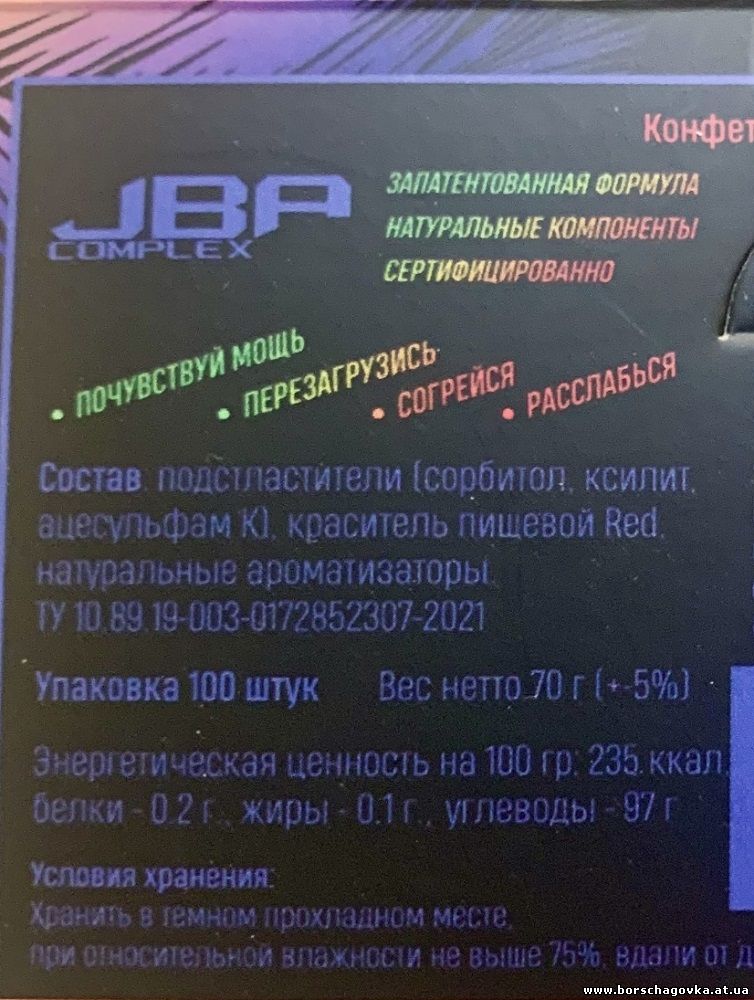 Конфет
JBA
COMPLEX
ЗАПАТЕНТОВАННАЯ ФОРМУЛА
НАТУРАЛЬНЫЕ КОМПОНЕНТЫ
СЕРТИФИЦИРОВАННО
• ПОЧУВСТВУЙ МОЩЬ
• ПЕРЕЗАГРУЗИСЬ
• СОГРЕЙСЯ
• РАССЛАБЬСЯ
Состав: подстластители (сорбитол, ксилит,
ацесульфам К), краситель пищевой Red,
натуральные ароматизаторы
ТУ 10.89.19-003-0172852307-2021
Упаковка 100 штук Вес нетто 70 г (+-5%)
Энергетическая ценность на 100 гр: 235 ккал,
белки - 0.2 г., жиры - 0.1 г., углеводы - 97 г
Условия хранения:
Хранить в темном прохладном месте,
при относительной влажности не выше 75%, вдали от д
www.borschagovka.at.ua